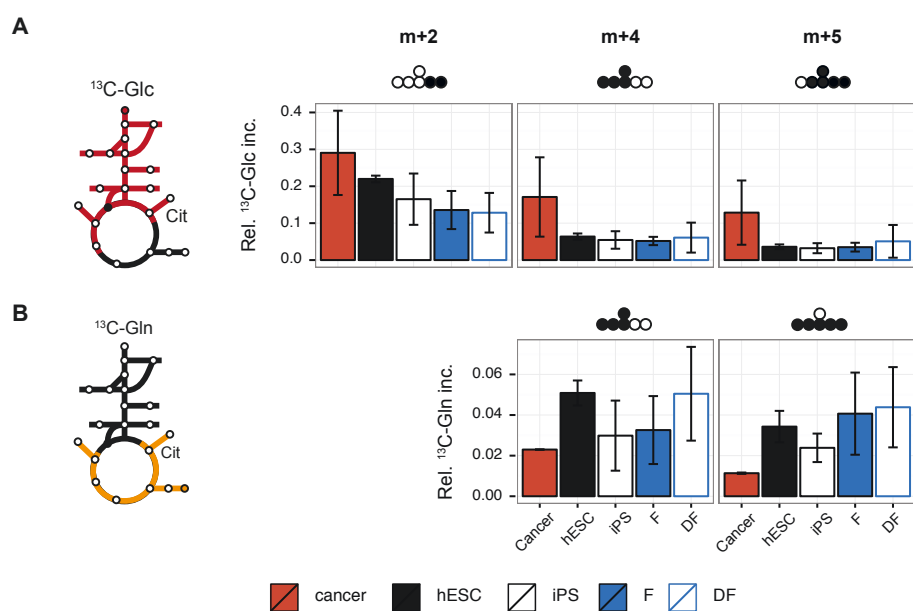 A
m+2
m+4
m+5
¹³C-Glc
Cit
Rel. ¹³C-Glc inc.
0.4
0.3
0.2
0.1
0.0
B
¹³C-Gln
Cit
Rel. ¹³C-Gln inc.
0.06
0.04
0.02
0.00
Cancer
hESC
iPS
F
DF
Cancer
hESC
iPS
F
DF
cancer
hESC
iPS
F
DF